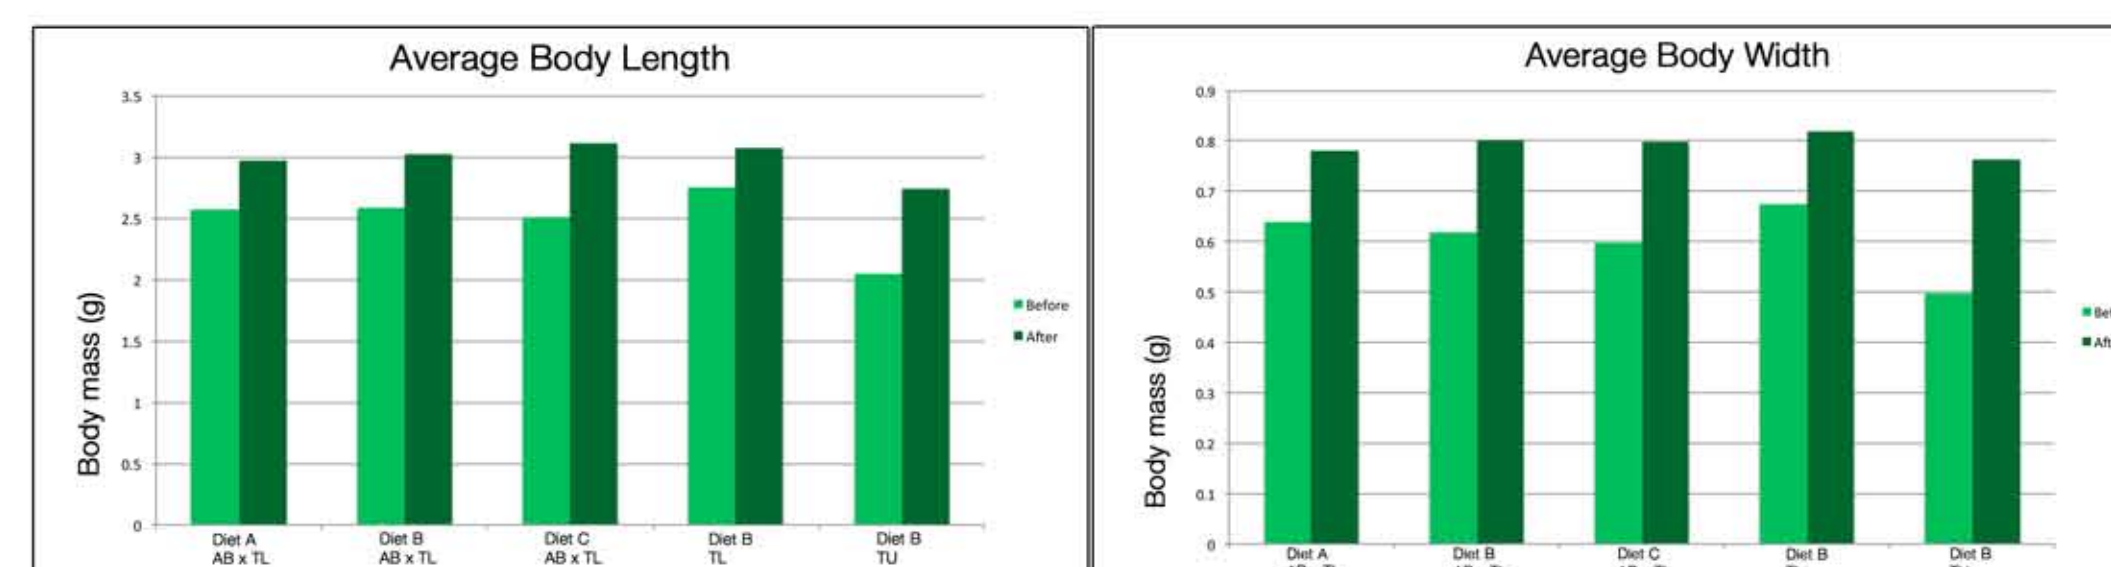 Average Body Length
3.5
3
2.5
2
1.5
1
0.5
0
Body mass (g)
Before
After
Diet A
AB x TL
Diet B
AB x TL
Diet C
AB x TL
Diet B
TL
Diet B
TU
Average Body Width
0.9
0.8
0.7
0.6
0.5
0.4
0.3
0.2
0.1
0
Body mass (g)
Diet A
Diet B
Diet C
Diet B
Diet B